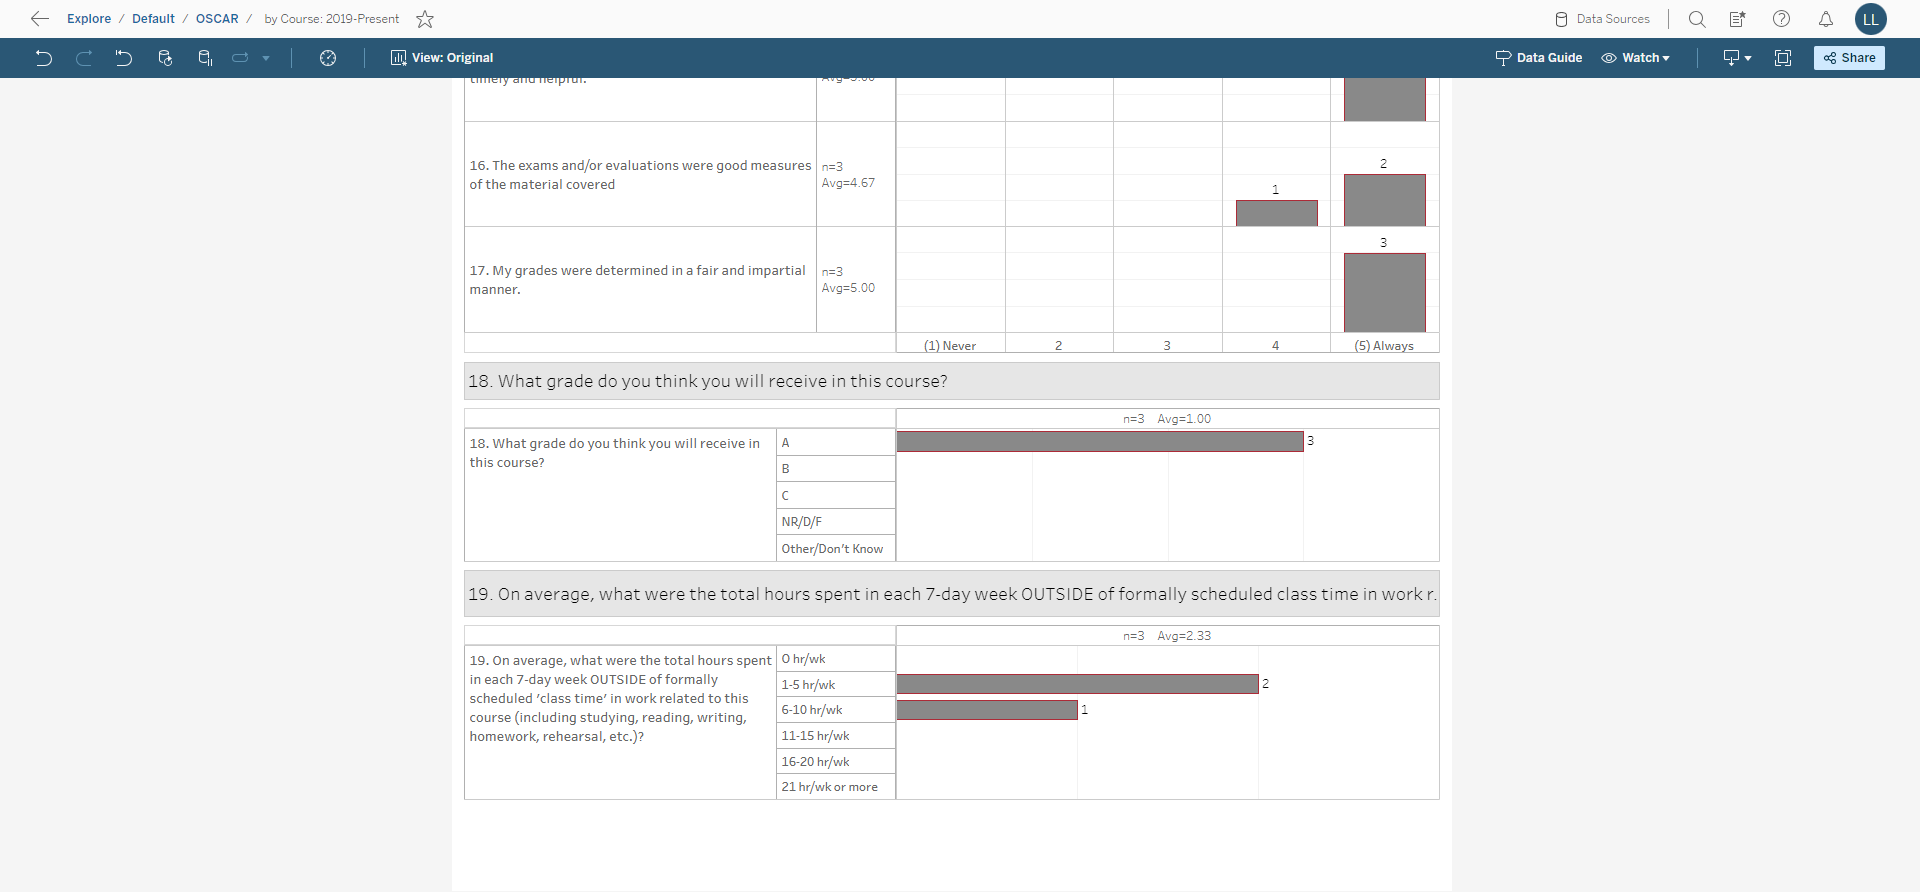 Explore / Default / OSCAR / by Course: 2019-Present
Data Sources
LL
View: Original
Data Guide
Watch
Share
timely and helpful.
Avg=5.00
16. The exams and/or evaluations were good measures
of the material covered
n=3
Avg=4.67
1
2
17. My grades were determined in a fair and impartial
manner.
n=3
Avg=5.00
3
(1) Never 2 3 4 (5) Always
18. What grade do you think you will receive in this course?
n=3 Avg=1.00
18. What grade do you think you will receive in
this course?
A 3
B
C
NR/D/F
Other/Don't Know
19. On average, what were the total hours spent in each 7-day week OUTSIDE of formally scheduled class time in work r.
n=3 Avg=2.33
19. On average, what were the total hours spent
in each 7-day week OUTSIDE of formally
scheduled ‘class time’ in work related to this
course (including studying, reading, writing,
homework, rehearsal, etc.)?
0 hr/wk
1-5 hr/wk 2
6-10 hr/wk 1
11-15 hr/wk
16-20 hr/wk
21 hr/wk or more